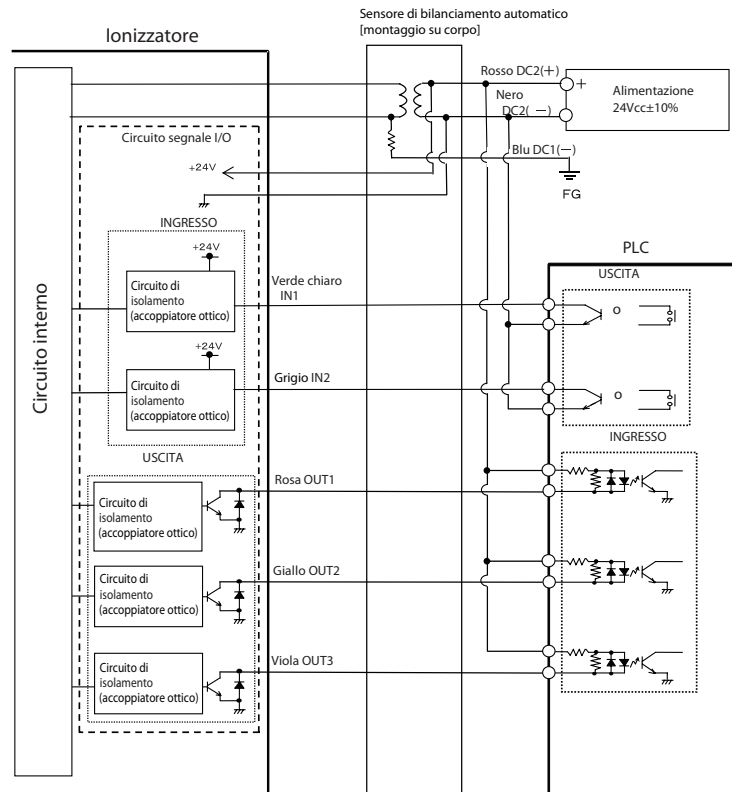 Sensore di bilanciamento automatico
[montaggio su corpo]
Ionizzatore
Rosso DC2(+)
+
Alimentazione
24Vcc±10%
Nero
DC2( −)
Circuito segnale I/O
Blu DC1(−)
+24V
FG
INGRESSO
+24V
PLC
USCITA
Verde chiaro
IN1
Circuito di
isolamento
(accoppiatore ottico)
O
+24V
Circuito interno
Grigio IN2
Circuito di
isolamento
(accoppiatore ottico)
O
INGRESSO
USCITA
Rosa OUT1
Circuito di
isolamento
(accoppiatore ottico)
Giallo OUT2
Circuito di
isolamento
(accoppiatore ottico)
Viola OUT3
Circuito di
isolamento
(accoppiatore ottico)